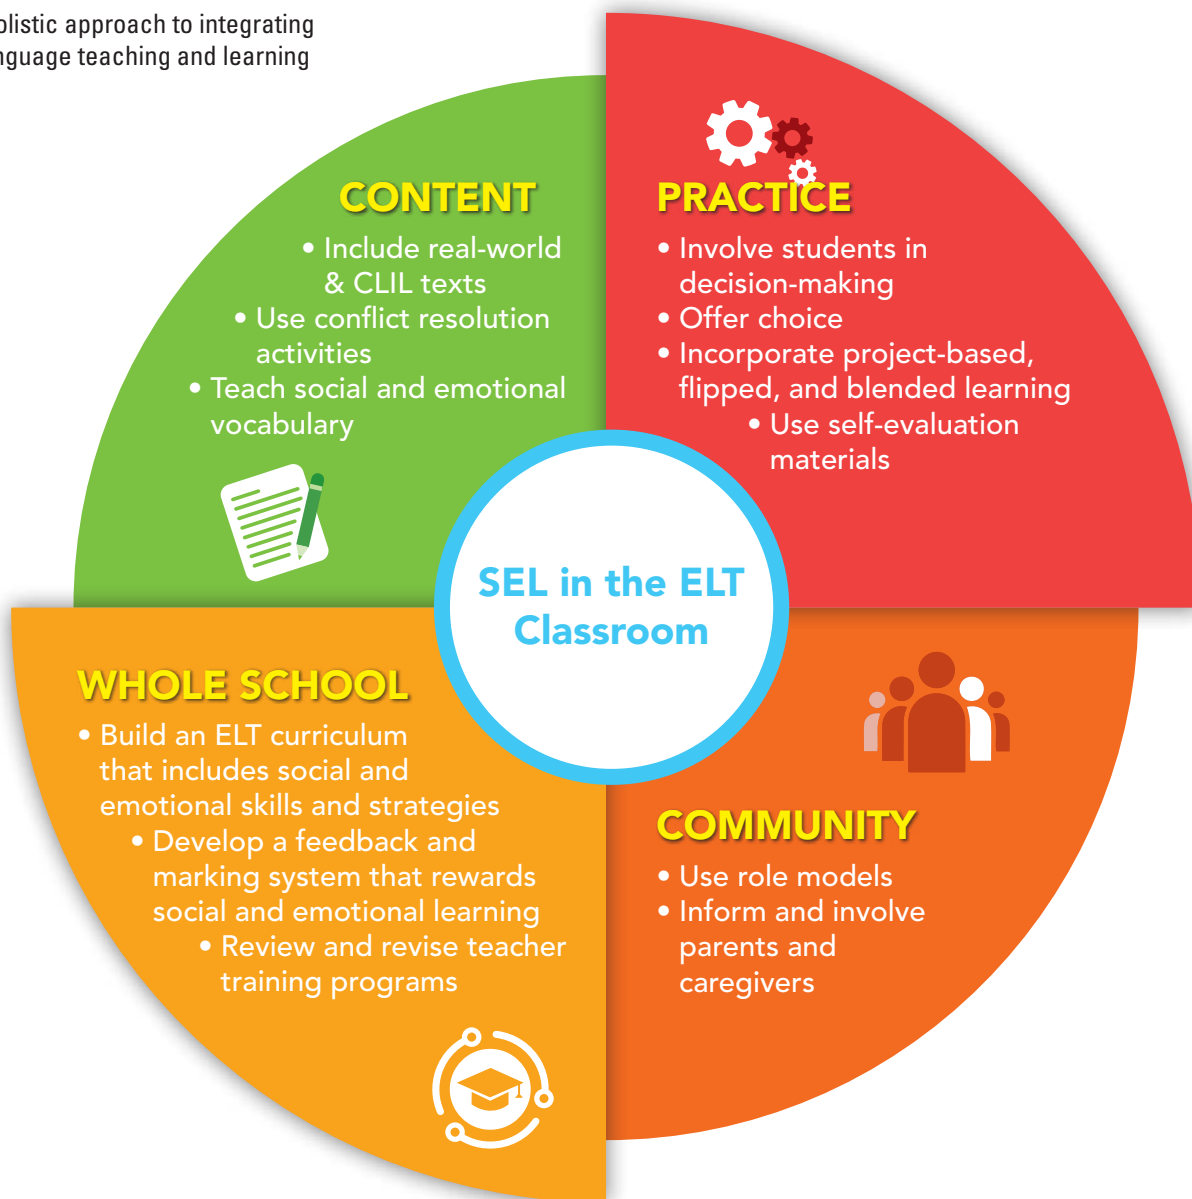 olistic approach to integrating
nguage teaching and learning
CONTENT
• Include real-world
& CLIL texts
• Use conflict resolution
activities
• Teach social and emotional
vocabulary
PRACTICE
• Involve students in
decision-making
• Offer choice
• Incorporate project-based,
flipped, and blended learning
• Use self-evaluation
materials
SEL in the ELT
Classroom
WHOLE SCHOOL
• Build an ELT curriculum
that includes social and
emotional skills and strategies
• Develop a feedback and
marking system that rewards
social and emotional learning
• Review and revise teacher
training programs
COMMUNITY
• Use role models
• Inform and involve
parents and
caregivers